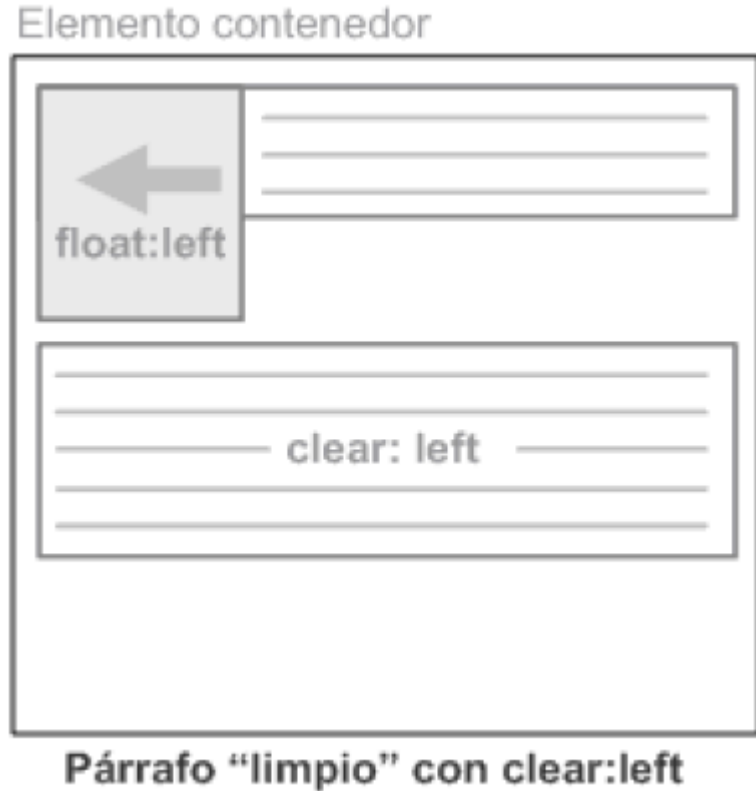 Elemento contenedor
float:left
clear: left
Párrafo “limpio” con clear:left